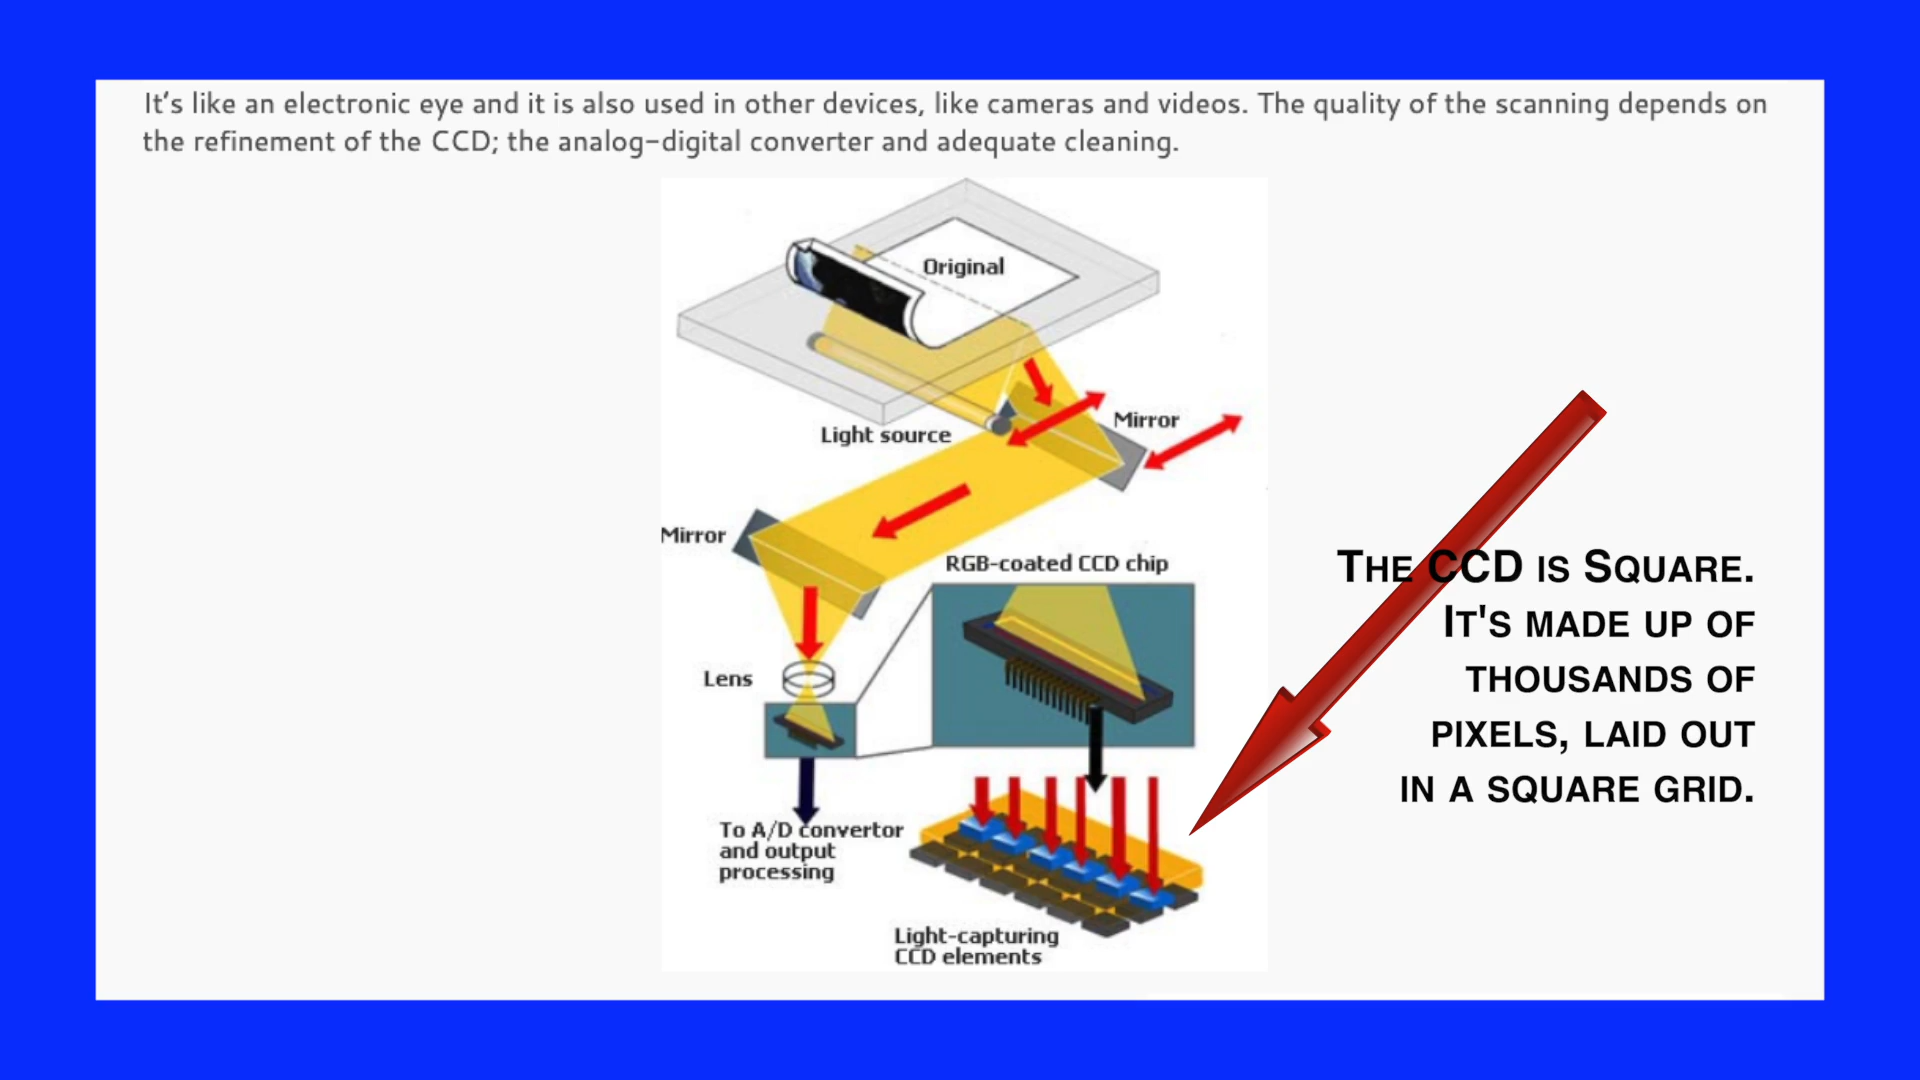 It's like an electronic eye and it is also used in other devices, like cameras and videos. The quality of the scanning depends on
the refinement of the CCD; the analog-digital converter and adequate cleaning.
Original
Light source
Mirror
Mirror
RGB-coated CCD chip
Lens
To A/D convertor
and output
processing
Light-capturing
CCD elements
THE CCD IS SQUARE.
IT'S MADE UP OF
THOUSANDS OF
PIXELS, LAID OUT
IN A SQUARE GRID.